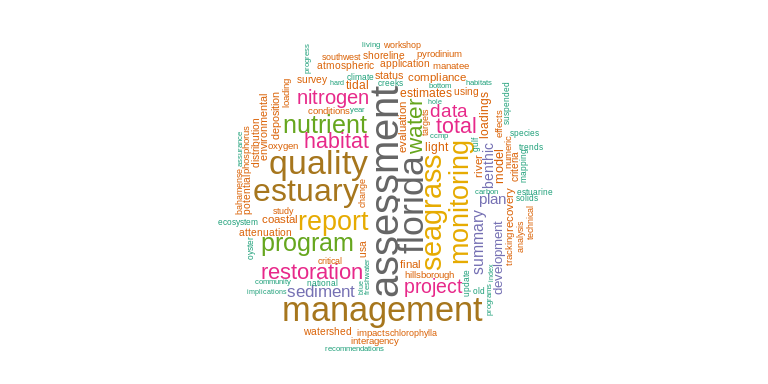 living
workshop
southwest
shoreline
pyrodinium
progress
atmospheric
application
manatee
survey
hard
climate
status
compliance
habitats
loading
tidal
creeks
bottom
estimates
using
nitrogen
suspended
conditions
year
hole
data
deposition
environmental
nutrient
water
targets
total
loadings
effects
species
distribution
habitat
evaluation
ccmp
gulf
numeric
trends
assurance
phosphorus
oxygen
light
benthic
model
criteria
mapping
quality
assessment
florida
seagrass
monitoring
river
potential
estuary
change
carbon
estuarine
plan
solids
baltenmense
study
report
coastal
ecosystem
attenuation
summary
development
recovery
tracking
analysis
technical
program
oyster
usa
critical
final
restoration
hillsborough
index
community
national
blue
freshwater
project
update
old
programs
implications
sediment
management
watershed
impacts
chlorophylla
interagency
recommendations